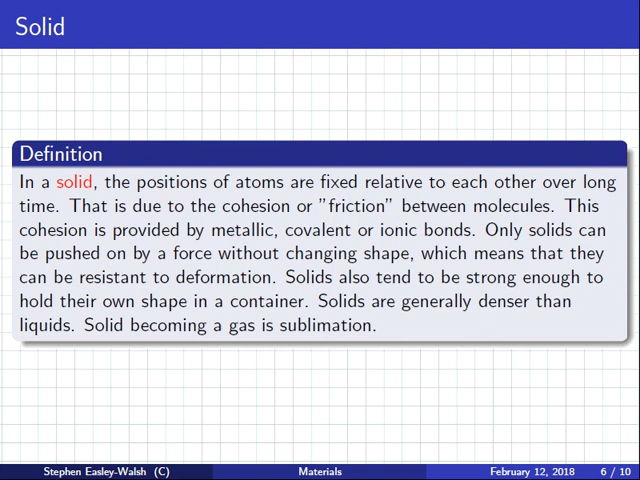 Solid
Definition
In a solid, the positions of atoms are fixed relative to each other over long
time. That is due to the cohesion or ”friction” between molecules. This
cohesion is provided by metallic, covalent or ionic bonds. Only solids can
be pushed on by a force without changing shape, which means that they
can be resistant to deformation. Solids also tend to be strong enough to
hold their own shape in a container. Solids are generally denser than
liquids. Solid becoming a gas is sublimation.
Stephen Easley-Walsh (C) Materials February 12, 2018 6 / 10